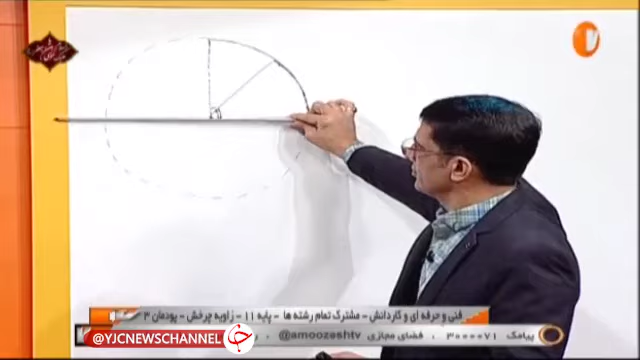 فنی و حرفه ای و کاردانش - مشترک تمام رشته ها - پایه ۱۱ - زاویه چرخش - پودمان ۳
پیامک ۳۰۰۰۰۷۱ • فضای مجازی @amoozeshtv
@YJCNEWSCHANNEL